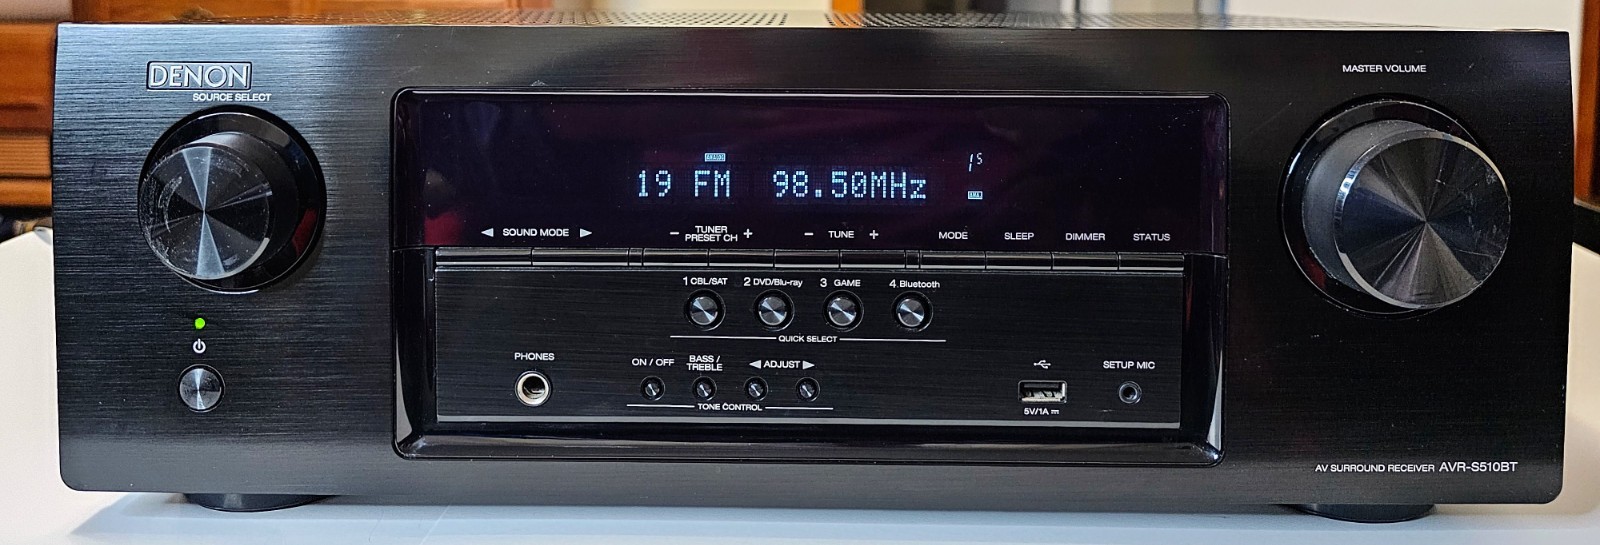 DENON
SOURCE SELECT
MASTER VOLUME
ANALOG
19 FM 98.50MHz
15
SOUND MODE
− TUNER PRESET CH +
− TUNE +
MODE
SLEEP
DIMMER
STATUS
1 CBL/SAT
2 DVD/Blu-ray
3 GAME
4 Bluetooth
QUICK SELECT
PHONES
ON / OFF
BASS / TREBLE
ADJUST
TONE CONTROL
5V/1A
SETUP MIC
AV SURROUND RECEIVER AVR-S510BT